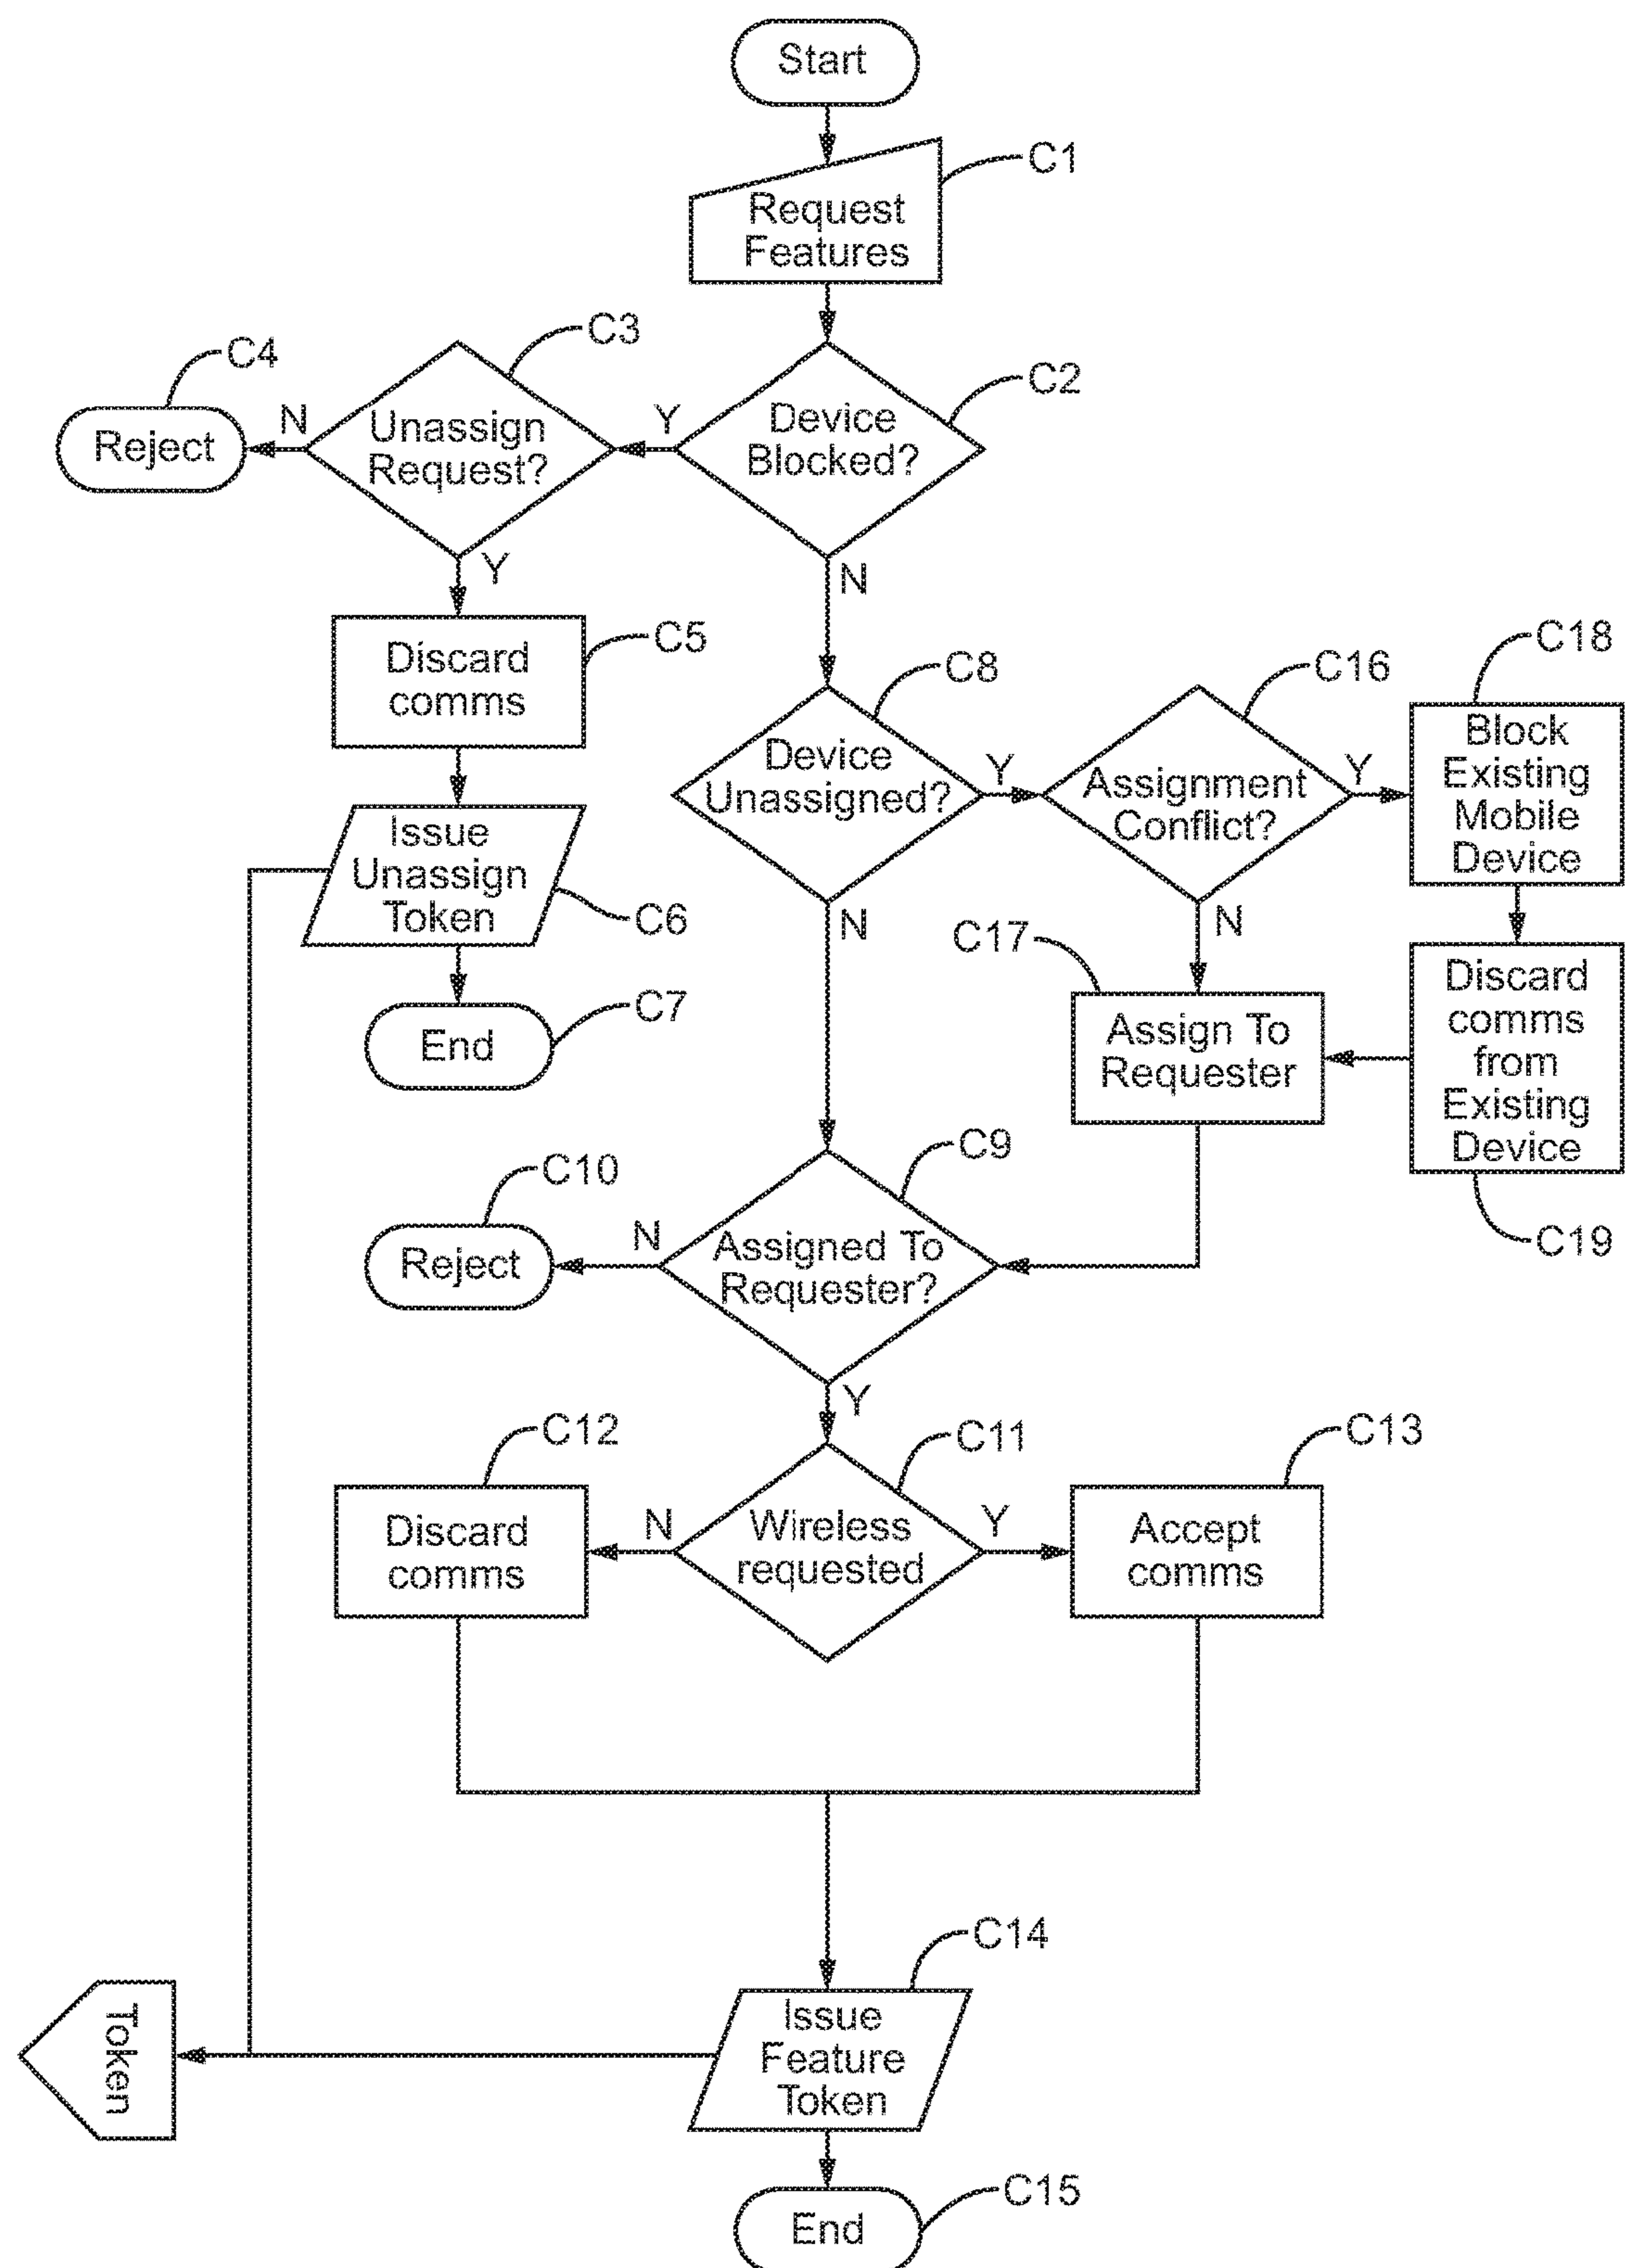 Start
C1
Request
Features
C3
C4
C2
N
Reject
Unassign
Request?
Y
Device
Blocked?
Y
N
Discard
comms
C5
C8
C16
C18
Device
Unassigned?
Y
Assignment
Conflict?
Y
Block
Existing
Mobile
Device
Issue
Unassign
Token
C6
N
N
C17
End
C7
Assign To
Requester
Discard
comms
from
Existing
Device
C10
C9
C19
N
Reject
Assigned To
Requester?
Y
C12
C11
C13
Discard
comms
N
Wireless
requested
Y
Accept
comms
C14
Token
Issue
Feature
Token
C15
End